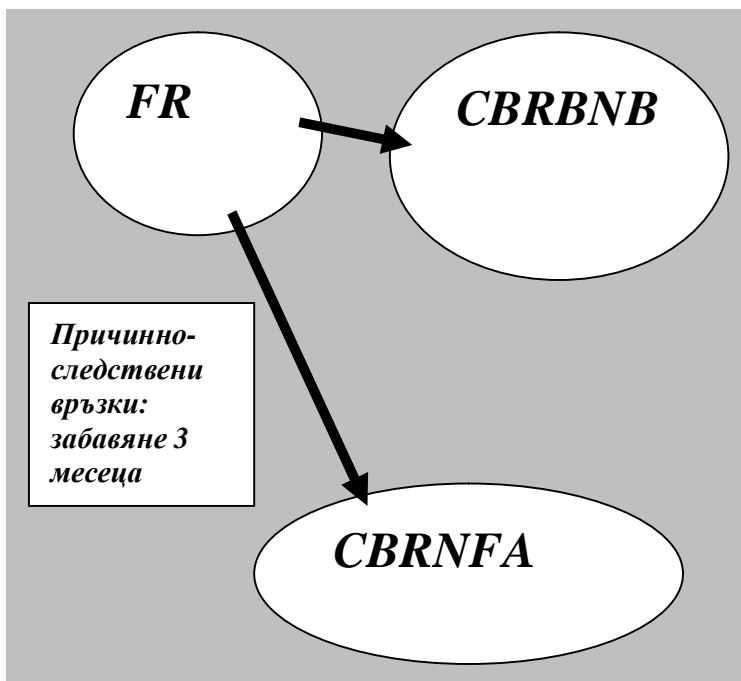 FR
CBRBNB
Причинно-
следствени
връзки:
забавяне 3
месеца
CBRNFA